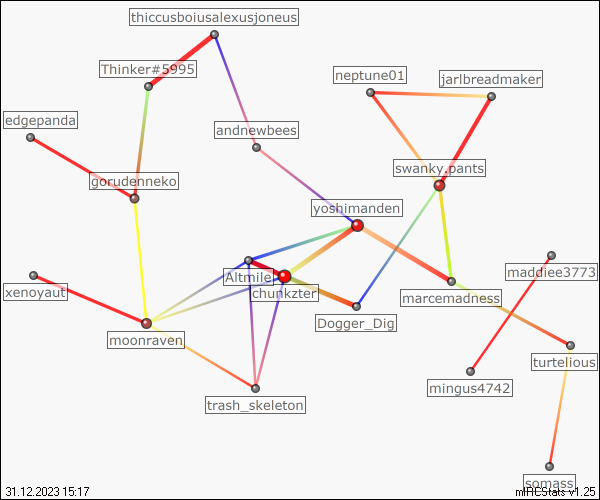 thiccusboiusalexusjoneus
Thinker#5995
neptune01
jarlbreadmaker
edgepanda
andnewbees
swanky.pants
gorudenneko
yoshimanden
maddiee3773
Altmile
xenoyaut
chunkzter
marcemadness
Dogger_Dig
moonraven
turtelious
mingus4742
trash_skeleton
somass
31.12.2023 15:17
mIRCStats v1.25